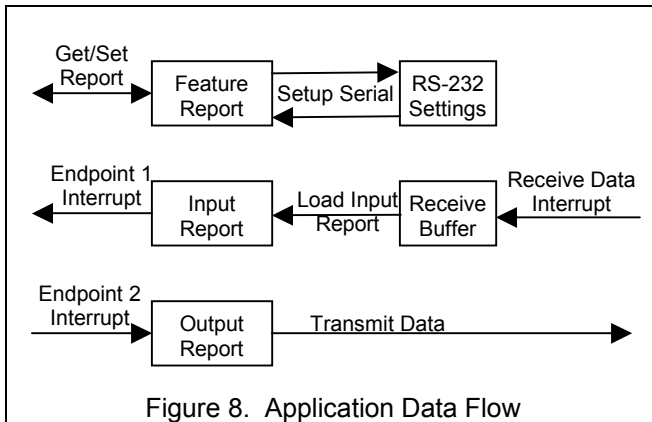 Get/Set
Report
Feature
Report
Setup Serial
RS-232
Settings
Endpoint 1
Interrupt
Input
Report
Load Input
Report
Receive
Buffer
Receive Data
Interrupt
Endpoint 2
Interrupt
Output
Report
Transmit Data
Figure 8. Application Data Flow